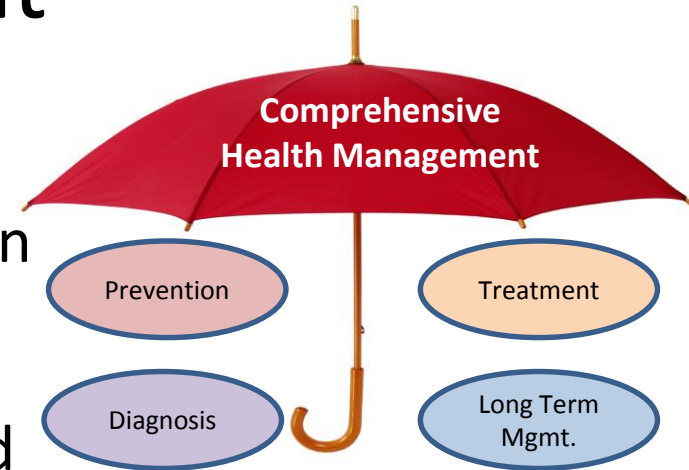 Comprehensive
Health Management
Prevention
Treatment
Diagnosis
Long Term
Mgmt.